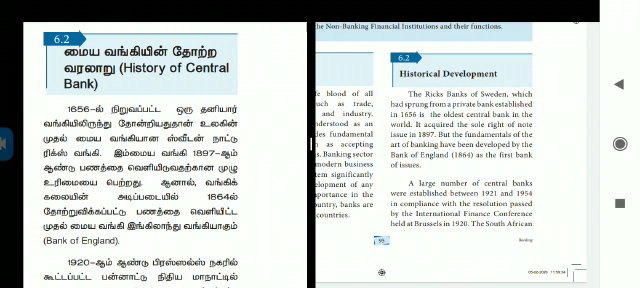 6.2
மைய வங்கியின் தோற்ற
வரலாறு (History of Central
Bank)
1656-ல் நிறுவப்பட்ட ஒரு தனியார்
வங்கியிலிருந்து தோன்றியதுதான் உலகின்
முதல் மைய வங்கியான ஸ்வீடன் நாட்டு
ரிக்ஸ் வங்கி. இம்மைய வங்கி 1897-ஆம்
ஆண்டு பணத்தை வெளியிடுவதற்கான முழு
உரிமையை பெற்றது. ஆனால், வங்கிக்
கலையின் அடிப்படையில் 1864ல்
தோற்றுவிக்கப்பட்டு பணத்தை வெளியிட்ட
முதல் மைய வங்கி இங்கிலாந்து வங்கியாகும்
(Bank of England).
1920-ஆம் ஆண்டு பிரஸ்ஸல்ஸ் நகரில்
கூட்டப்பட்ட பன்னாட்டு நிதிய மாநாட்டில்
he Non-Banking Financial Institutions and their functions.
fe blood of all
uch as trade,
and industry.
nderstood as an
des fundamental
n as accepting
s. Banking sector
modern business
tem significantly
elopment of any
mportance in the
ountry, banks are
countries.
6.2
Historical Development
The Ricks Banks of Sweden, which
had sprung from a private bank established
in 1656 is the oldest central bank in the
world. It acquired the sole right of note
issue in 1897. But the fundamentals of the
art of banking have been developed by the
Bank of England (1864) as the first bank
of issues.
A large number of central banks
were established between 1921 and 1954
in compliance with the resolution passed
by the International Finance Conference
held at Brussels in 1920. The South African
95
Banking